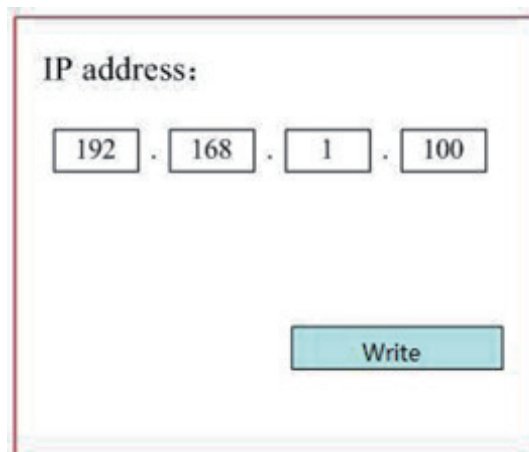 IP address：
192 . 168 . 1 . 100
Write